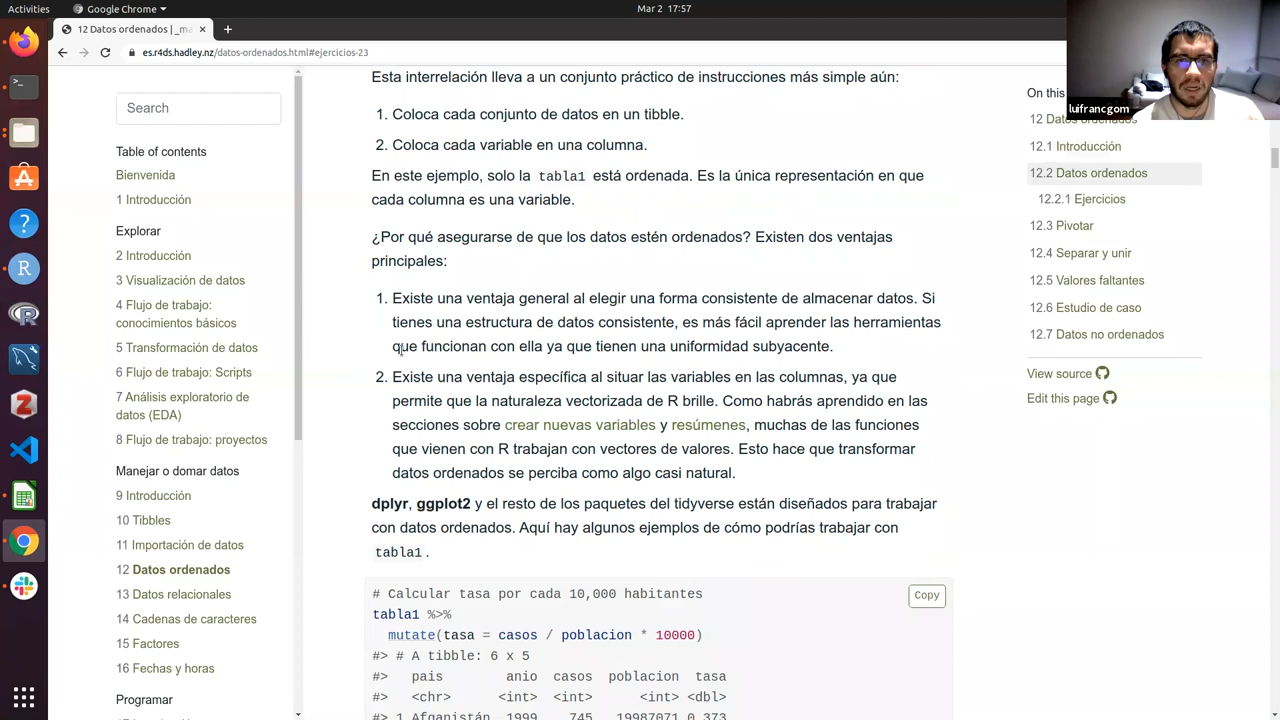 Activities
Google Chrome
Mar 2 17:57
12 Datos ordenados | _ma
es.r4ds.hadley.nz/datos-ordenados.html#ejercicios-23
luifrancgom
Search
Table of contents
Bienvenida
1 Introducción
Explorar
2 Introducción
3 Visualización de datos
4 Flujo de trabajo:
conocimientos básicos
5 Transformación de datos
6 Flujo de trabajo: Scripts
7 Análisis exploratorio de
datos (EDA)
8 Flujo de trabajo: proyectos
Manejar o domar datos
9 Introducción
10 Tibbles
11 Importación de datos
12 Datos ordenados
13 Datos relacionales
14 Cadenas de caracteres
15 Factores
16 Fechas y horas
Programar
Esta interrelación lleva a un conjunto práctico de instrucciones más simple aún:
1. Coloca cada conjunto de datos en un tibble.
2. Coloca cada variable en una columna.
En este ejemplo, solo la tabla1 está ordenada. Es la única representación en que
cada columna es una variable.
¿Por qué asegurarse de que los datos estén ordenados? Existen dos ventajas
principales:
1. Existe una ventaja general al elegir una forma consistente de almacenar datos. Si
tienes una estructura de datos consistente, es más fácil aprender las herramientas
que funcionan con ella ya que tienen una uniformidad subyacente.
2. Existe una ventaja específica al situar las variables en las columnas, ya que
permite que la naturaleza vectorizada de R brille. Como habrás aprendido en las
secciones sobre crear nuevas variables y resúmenes, muchas de las funciones
que vienen con R trabajan con vectores de valores. Esto hace que transformar
datos ordenados se perciba como algo casi natural.
dplyr, ggplot2 y el resto de los paquetes del tidyverse están diseñados para trabajar
con datos ordenados. Aquí hay algunos ejemplos de cómo podrías trabajar con
tabla1.
Copy
# Calcular tasa por cada 10,000 habitantes
tabla1 %>%
mutate(tasa = casos / poblacion * 10000)
#> # A tibble: 6 x 5
#> pais anio casos poblacion tasa
#> <chr> <int> <int> <int> <dbl>
#> 1 Afganistán 1999 745 19987071 0.373
On this
12 Datos ordenados
12.1 Introducción
12.2 Datos ordenados
12.2.1 Ejercicios
12.3 Pivotar
12.4 Separar y unir
12.5 Valores faltantes
12.6 Estudio de caso
12.7 Datos no ordenados
View source
Edit this page